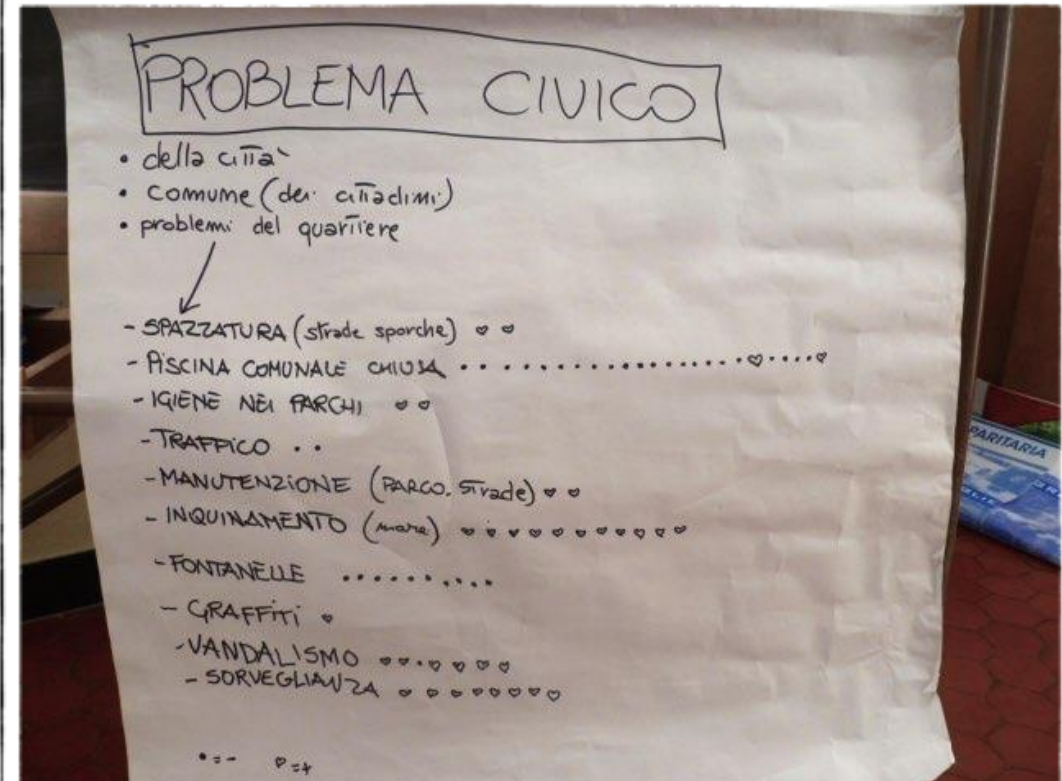 PROBLEMA CIVICO
• della città
• comune (dei cittadini)
• problemi del quartiere
- SPAZZATURA (strade sporche) ♡ ♡
- PISCINA COMUNALE CHIUSA • • • • • • • • • • • • • • • • • • ♡ • • • • ♡
- IGIENE NEI PARCHI ♡ ♡
- TRAFFICO • •
- MANUTENZIONE (PARCO, strade) ♡ ♡
- INQUINAMENTO (mare) ♡ ♡ ♡ ♡ ♡ ♡ ♡ ♡ ♡ ♡ ♡
- FONTANELLE • • • • • • • • • •
- GRAFFITI ♡
- VANDALISMO ♡ ♡ • ♡ ♡ ♡ ♡
- SORVEGLIANZA ♡ ♡ ♡ ♡ ♡ ♡ ♡ ♡ ♡
• = - ♡ = +
PARITARIA